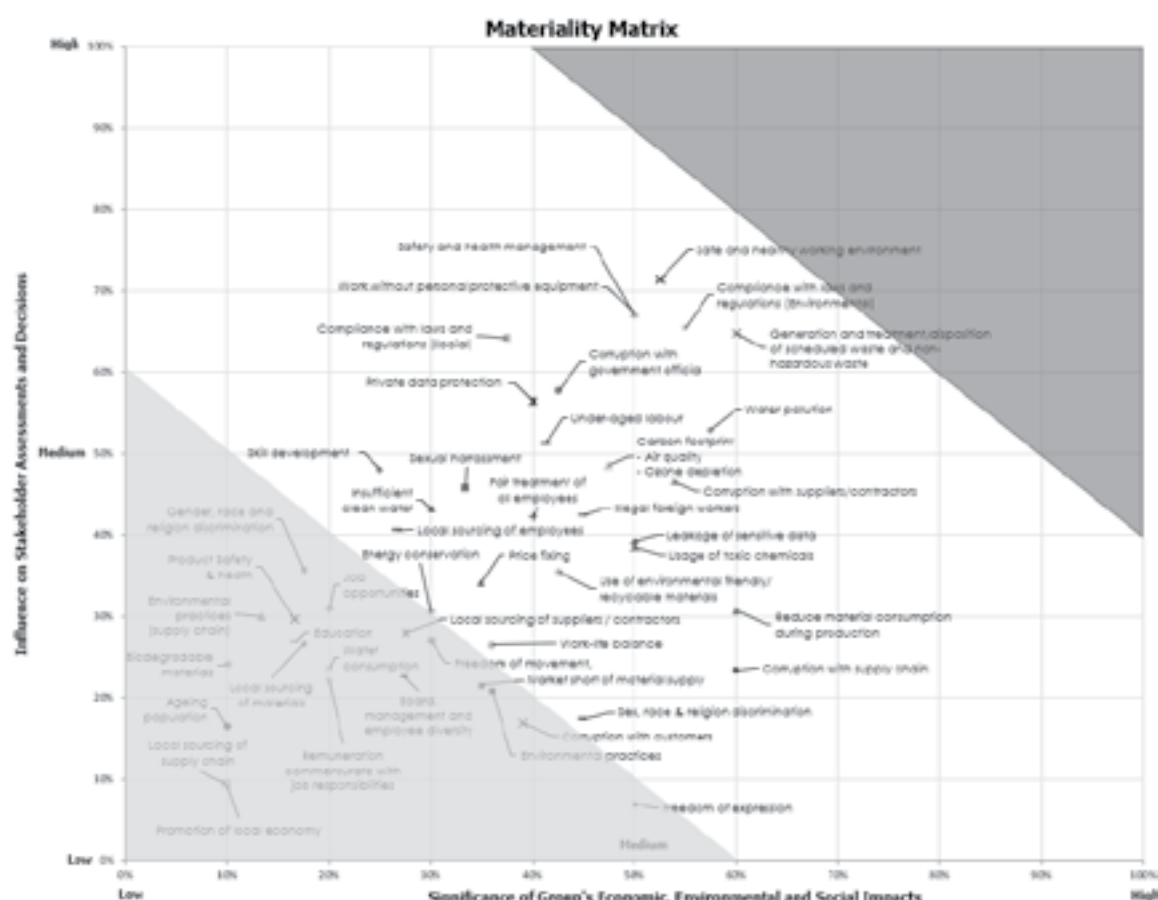 Materiality Matrix
High 100%
90%
80%
Safety and health management
Safe and healthy working environment
70%
Work without personal protective equipment
Compliance with laws and
regulations (Environmental)
Compliance with laws and
regulations (Social)
Generation and treatment/disposition
of scheduled waste and non-
hazardous waste
60%
Corruption with
government official
Private data protection
Water pollution
Under-aged labour
Medium 50%
Skill development
Sexual harassment
Carbon footprint
- Air quality
- Ozone depletion
Fair treatment of
all employees
Corruption with suppliers/contractors
Insufficient
clean water
Illegal foreign workers
Gender, race and
religion discrimination
40%
Local sourcing of employees
Leakage of sensitive data
Usage of toxic chemicals
Energy conservation
Price fixing
Product Safety
& Health
Job
opportunities
Use of environmental friendly/
recyclable materials
Environmental
practices
(supply chain)
30%
Local sourcing of suppliers / contractors
Reduce material consumption
during production
Education
Work-life balance
Water
consumption
Biodegradable
materials
Freedom of movement,
Corruption with supply chain
Market short of material supply
Local sourcing
of materials
20%
Ageing
population
Board,
management and
employee diversity
Sex, race & religion discrimination
Corruption with customers
Local sourcing of
supply chain
Environmental practices
Remuneration
commensurate with
job responsibilities
10%
Freedom of expression
Promotion of local economy
Medium
Low 0%
0% 10% 20% 30% 40% 50% 60% 70% 80% 90% 100%
Low
Significance of Group's Economic, Environmental and Social Impacts
High
Influence on Stakeholder Assessments and Decisions